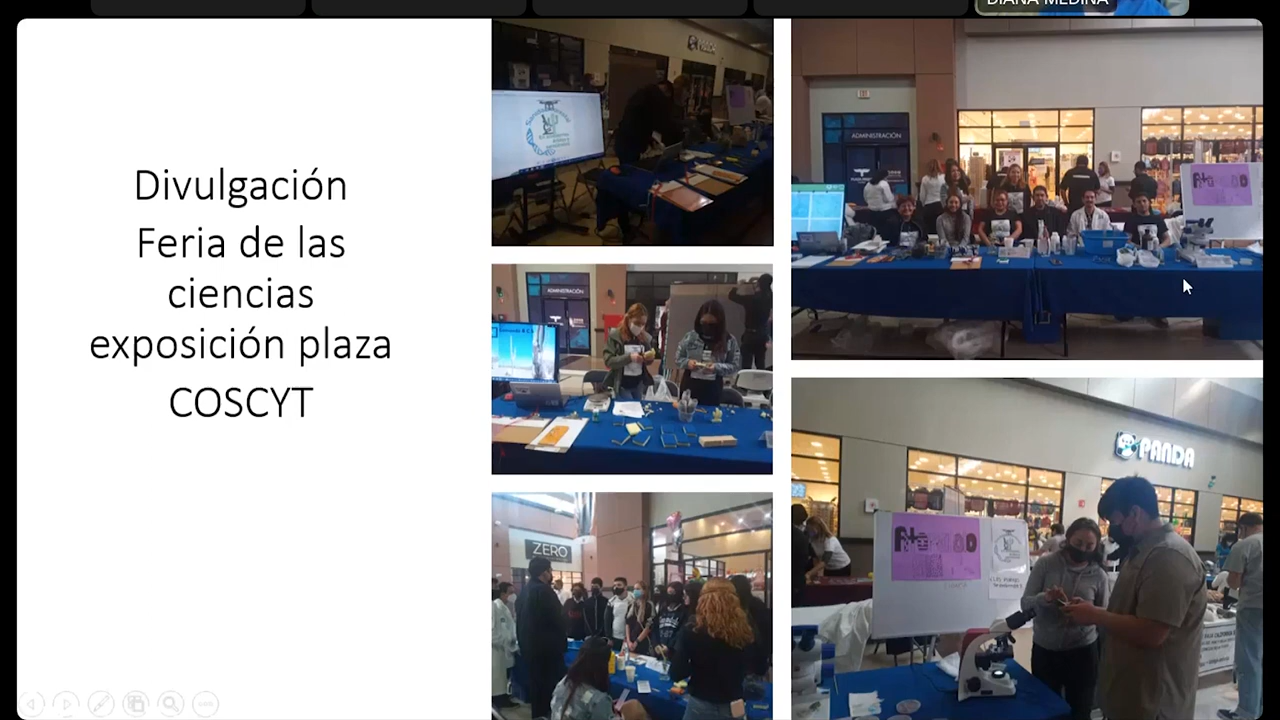 DIANA MEDINA
Divulgación
Feria de las
ciencias
exposición plaza
COSCYT
PANDA
ADMINISTRACIÓN
ADMINISTRACIÓN
ZERO
PANDA